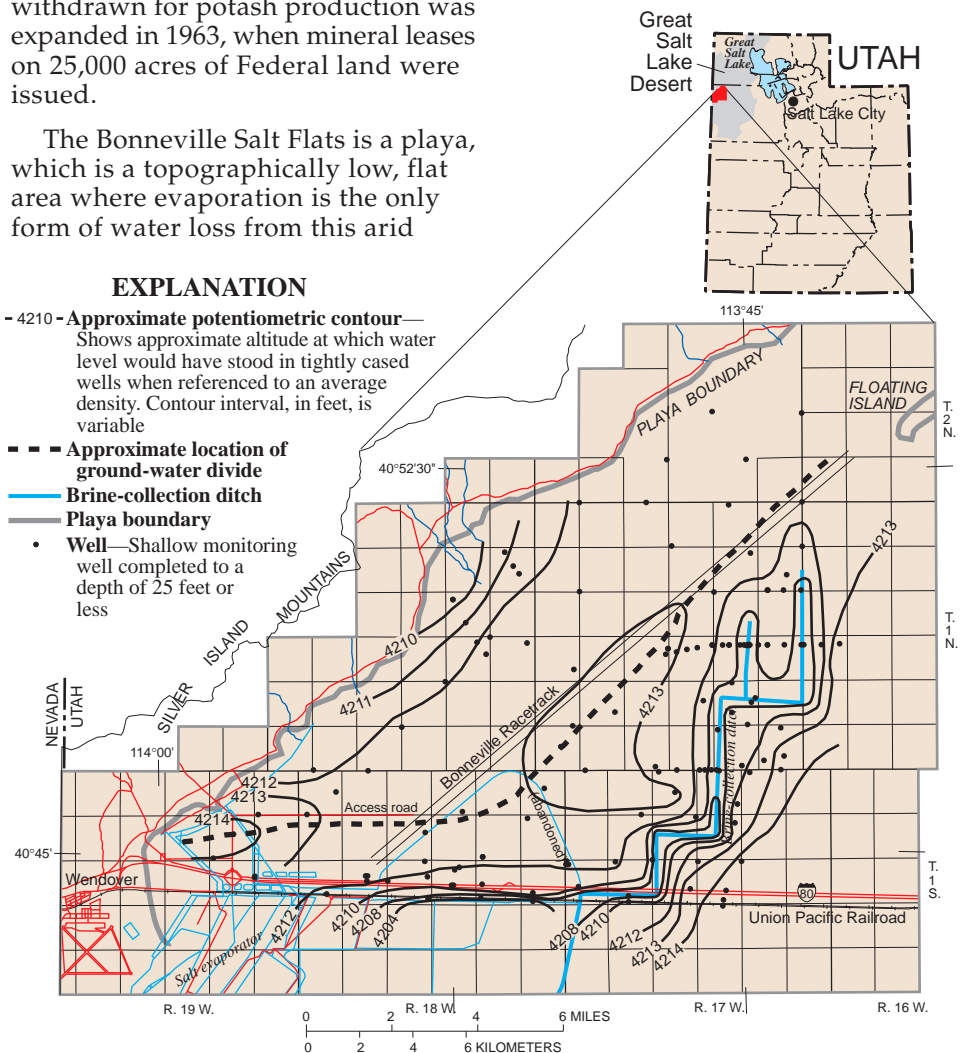 withdrawn for potash production was
expanded in 1963, when mineral leases
on 25,000 acres of Federal land were
issued.
The Bonneville Salt Flats is a playa,
which is a topographically low, flat
area where evaporation is the only
form of water loss from this arid
Great
Salt
Lake
Desert
Great
Salt
Lake
UTAH
Salt Lake City
EXPLANATION
- 4210 - Approximate potentiometric contour—
Shows approximate altitude at which water
level would have stood in tightly cased
wells when referenced to an average
density. Contour interval, in feet, is
variable
Approximate location of
ground-water divide
Brine-collection ditch
Playa boundary
Well—Shallow monitoring
well completed to a
depth of 25 feet or
less
113°45'
PLAYA BOUNDARY
FLOATING
ISLAND
T.
2
N.
40°52'30"
4213
SILVER ISLAND MOUNTAINS
4210
T.
1
N.
4211
4213
NEVADA
UTAH
Bonneville Racetrack
Brine-collection ditc
114°00'
4212
4213
4214
Access road
(abandoned)
40°45'
Wendover
T.
1
S.
80
Union Pacific Railroad
4212
4210
4208
4204
4208
4210
4212
4213
4214
Salt evaporator
R. 19 W.
R. 18 W.
R. 17 W.
R. 16 W.
0 2 4 6 MILES
0 2 4 6 KILOMETERS